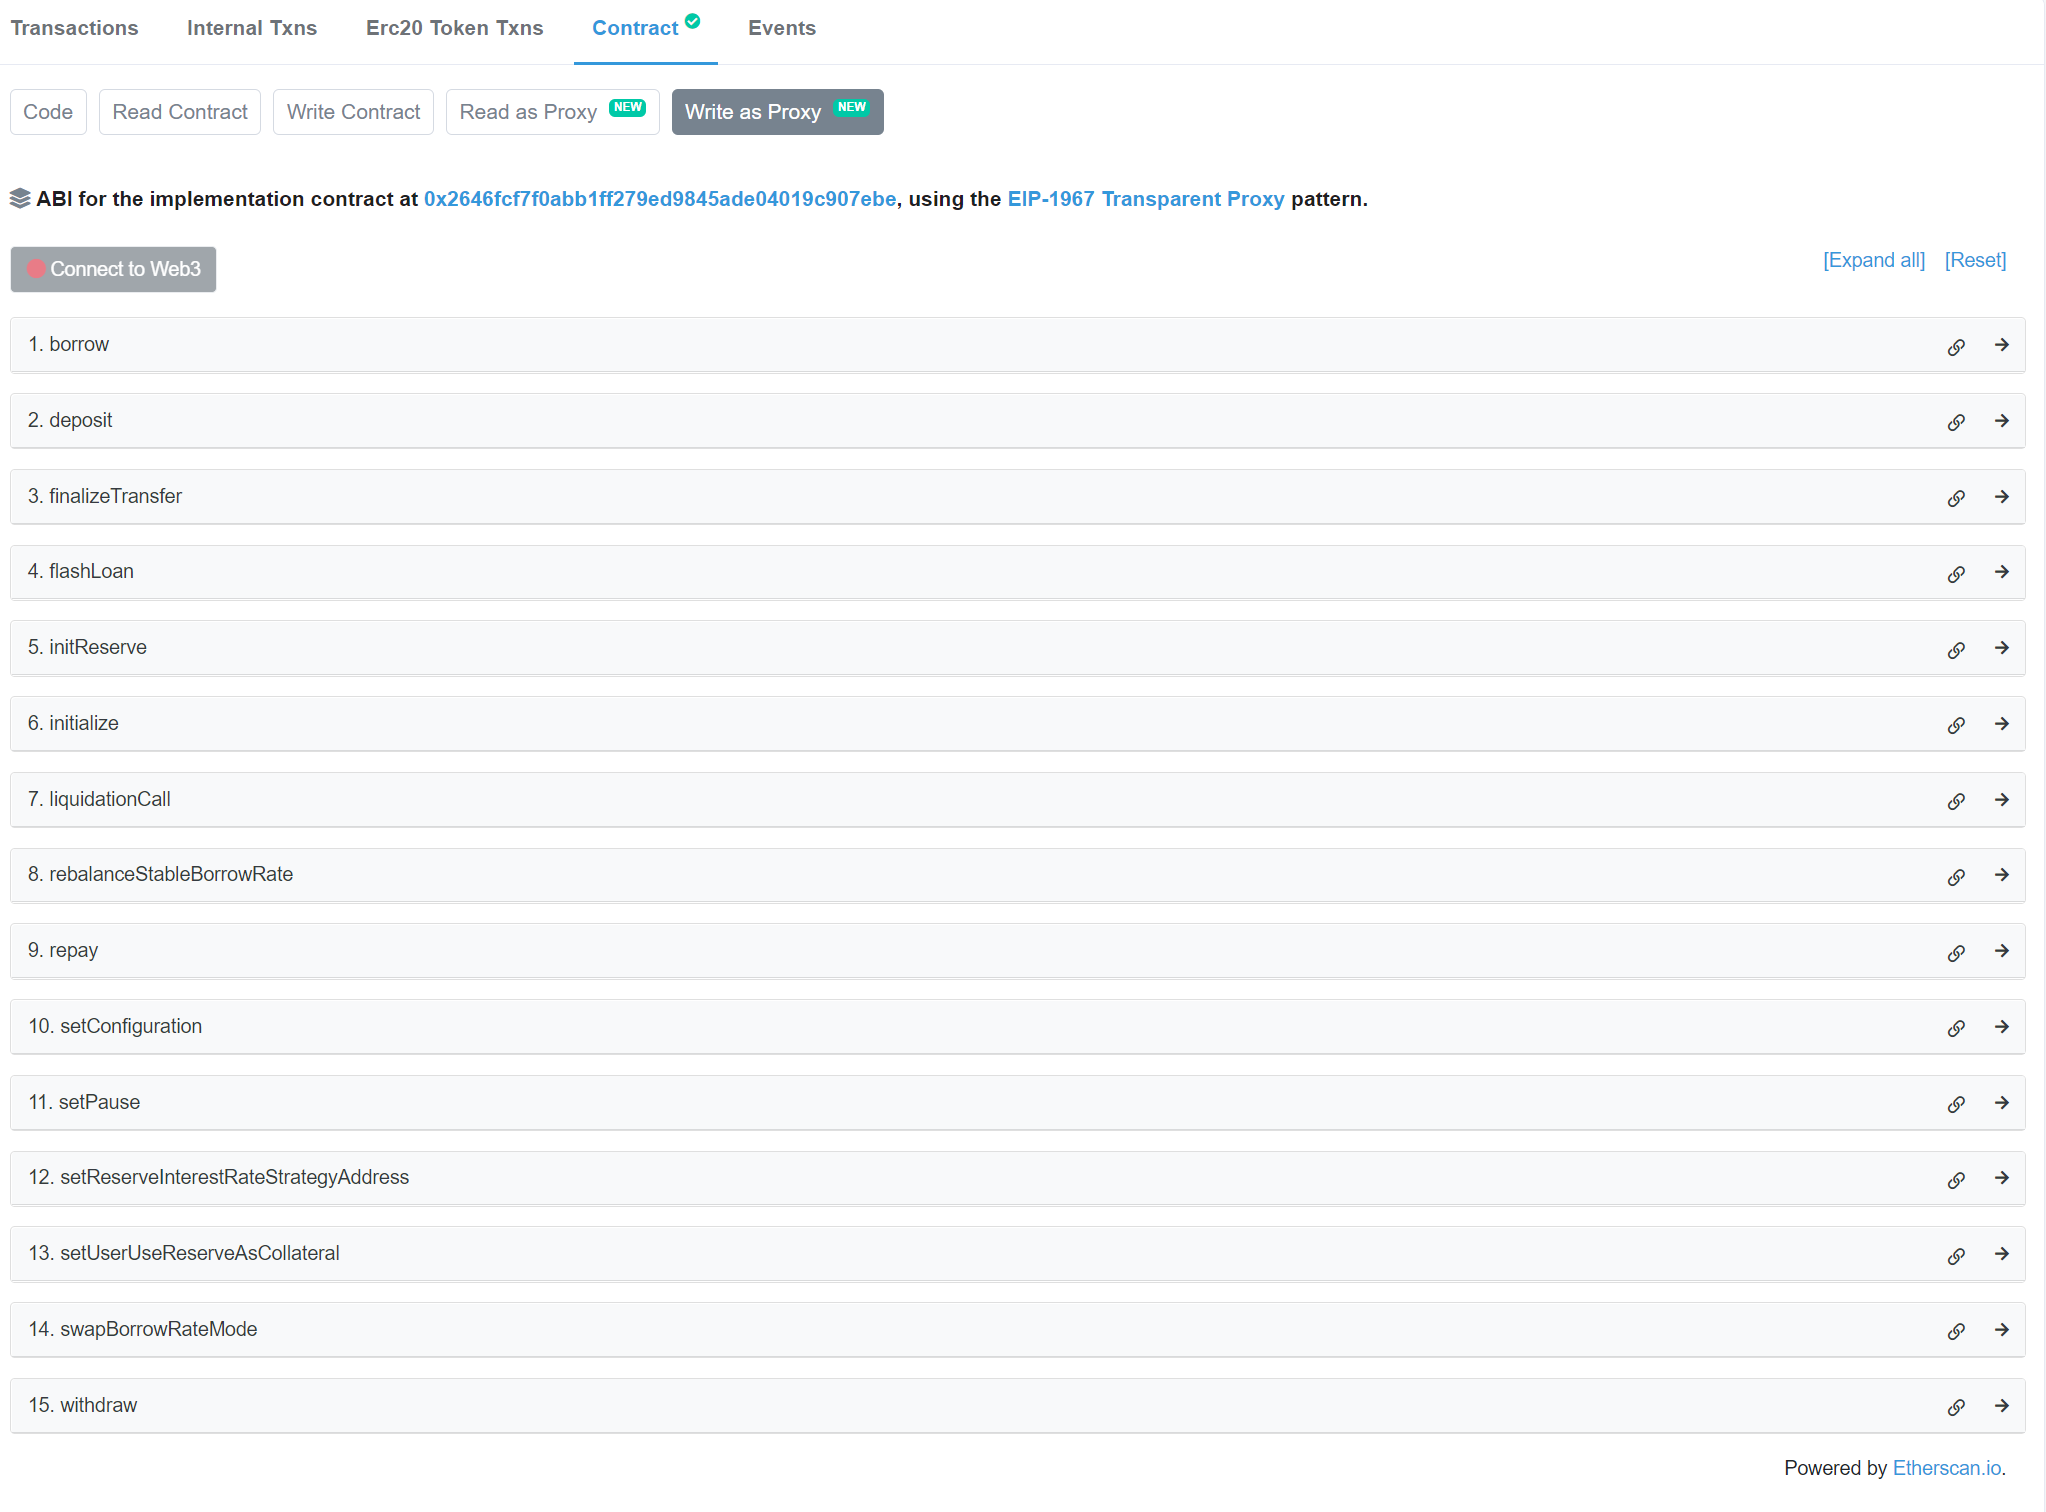 Transactions Internal Txns Erc20 Token Txns Contract Events
Code Read Contract Write Contract Read as Proxy NEW Write as Proxy NEW
ABI for the implementation contract at 0x2646fcf7f0abb1ff279ed9845ade04019c907ebe, using the EIP-1967 Transparent Proxy pattern.
Connect to Web3 [Expand all] [Reset]
1. borrow
2. deposit
3. finalizeTransfer
4. flashLoan
5. initReserve
6. initialize
7. liquidationCall
8. rebalanceStableBorrowRate
9. repay
10. setConfiguration
11. setPause
12. setReserveInterestRateStrategyAddress
13. setUserUseReserveAsCollateral
14. swapBorrowRateMode
15. withdraw
Powered by Etherscan.io.